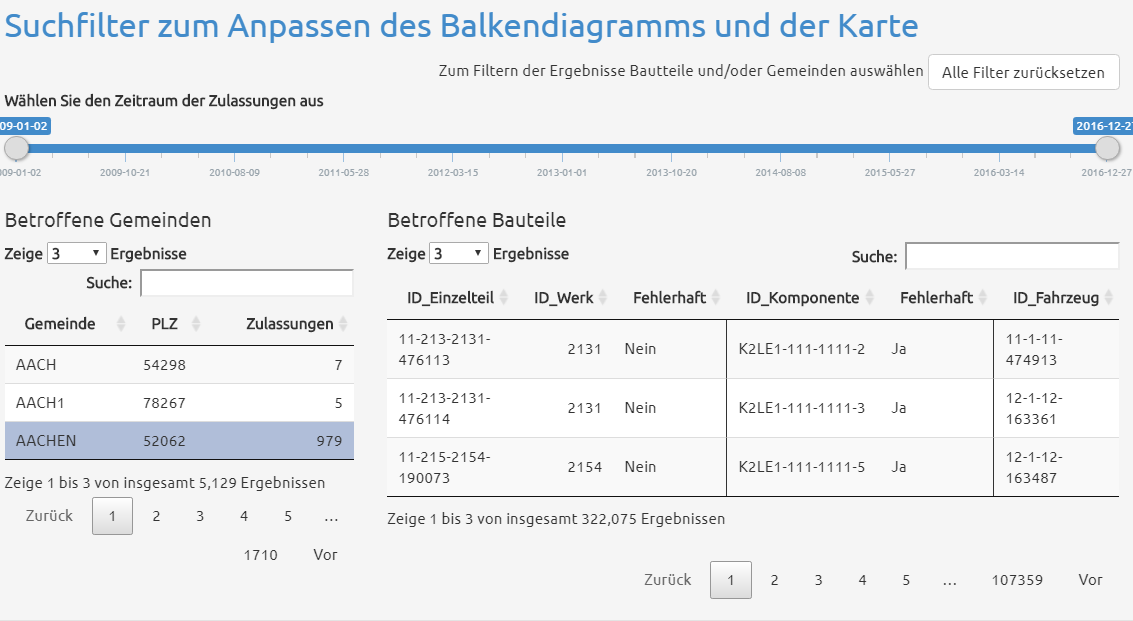 Suchfilter zum Anpassen des Balkendiagramms und der Karte
Zum Filtern der Ergebnisse Bautteile und/oder Gemeinden auswählen
Alle Filter zurücksetzen
Wählen Sie den Zeitraum der Zulassungen aus
09-01-02
2016-12-27
009-01-02 2009-10-21 2010-08-09 2011-05-28 2012-03-15 2013-01-01 2013-10-20 2014-08-08 2015-05-27 2016-03-14 2016-12-27
Betroffene Gemeinden
Zeige 3 Ergebnisse
Suche:
Gemeinde PLZ Zulassungen
AACH 54298 7
AACH1 78267 5
AACHEN 52062 979
Zeige 1 bis 3 von insgesamt 5,129 Ergebnissen
Zurück 1 2 3 4 5 ...
1710 Vor
Betroffene Bauteile
Zeige 3 Ergebnisse
Suche:
ID_Einzelteil ID_Werk Fehlerhaft ID_Komponente Fehlerhaft ID_Fahrzeug
11-213-2131-
476113 2131 Nein K2LE1-111-1111-2 Ja 11-1-11-
474913
11-213-2131-
476114 2131 Nein K2LE1-111-1111-3 Ja 12-1-12-
163361
11-215-2154-
190073 2154 Nein K2LE1-111-1111-5 Ja 12-1-12-
163487
Zeige 1 bis 3 von insgesamt 322,075 Ergebnissen
Zurück 1 2 3 4 5 ... 107359 Vor